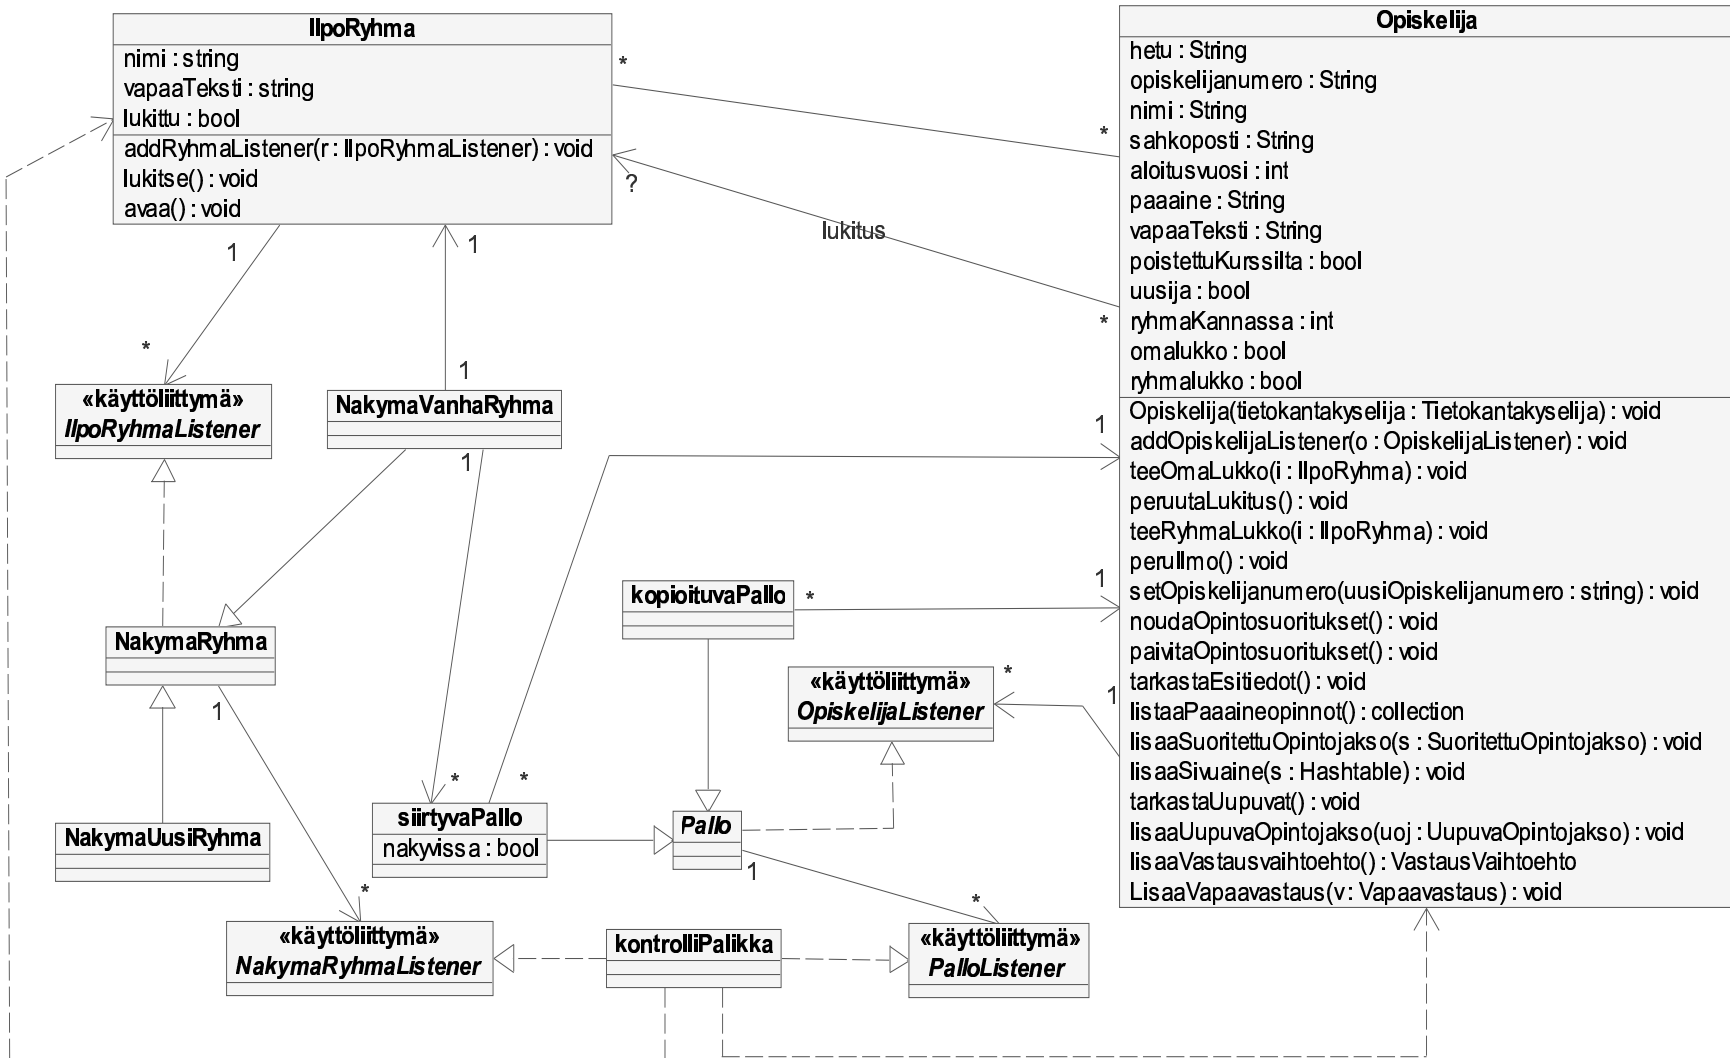 IlpoRyhma
nimi : string
vapaaTeksti : string
lukittu : bool
addRyhmaListener(r : IlpoRyhmaListener) : void
lukitse() : void
avaa() : void
Opiskelija
hetu : String
opiskelijanumero : String
nimi : String
sahkoposti : String
aloitusvuosi : int
paaaine : String
vapaaTeksti : String
poistettuKurssilta : bool
uusija : bool
ryhmaKannassa : int
omalukko : bool
ryhmalukko : bool
Opiskelija(tietokantakyselija : Tietokantakyselija) : void
addOpiskelijaListener(o : OpiskelijaListener) : void
teeOmaLukko(i : IlpoRyhma) : void
peruutaLukitus() : void
teeRyhmaLukko(i : IlpoRyhma) : void
peruIlmo() : void
setOpiskelijanumero(uusiOpiskelijanumero : string) : void
noudaOpintosuoritukset() : void
paivitaOpintosuoritukset() : void
tarkastaEsitiedot() : void
listaaPaaaineopinnot() : collection
lisaaSuoritettuOpintojakso(s : SuoritettuOpintojakso) : void
lisaaSivuaine(s : Hashtable) : void
tarkastaUupuvat() : void
lisaaUupuvaOpintojakso(uoj : UupuvaOpintojakso) : void
lisaaVastausvaihtoehto() : VastausVaihtoehto
LisaaVapaavastaus(v: Vapaavastaus) : void
*
*
?
lukitus
*
1
*
1
1
«käyttöliittymä»
IlpoRyhmaListener
NakymaVanhaRyhma
1
1
kopioituvaPallo
*
1
NakymaRyhma
1
«käyttöliittymä»
OpiskelijaListener
*
1
NakymaUusiRyhma
*
*
siirtyvaPallo
nakyvissa : bool
Pallo
1
*
*
«käyttöliittymä»
NakymaRyhmaListener
kontrolliPalikka
«käyttöliittymä»
PalloListener